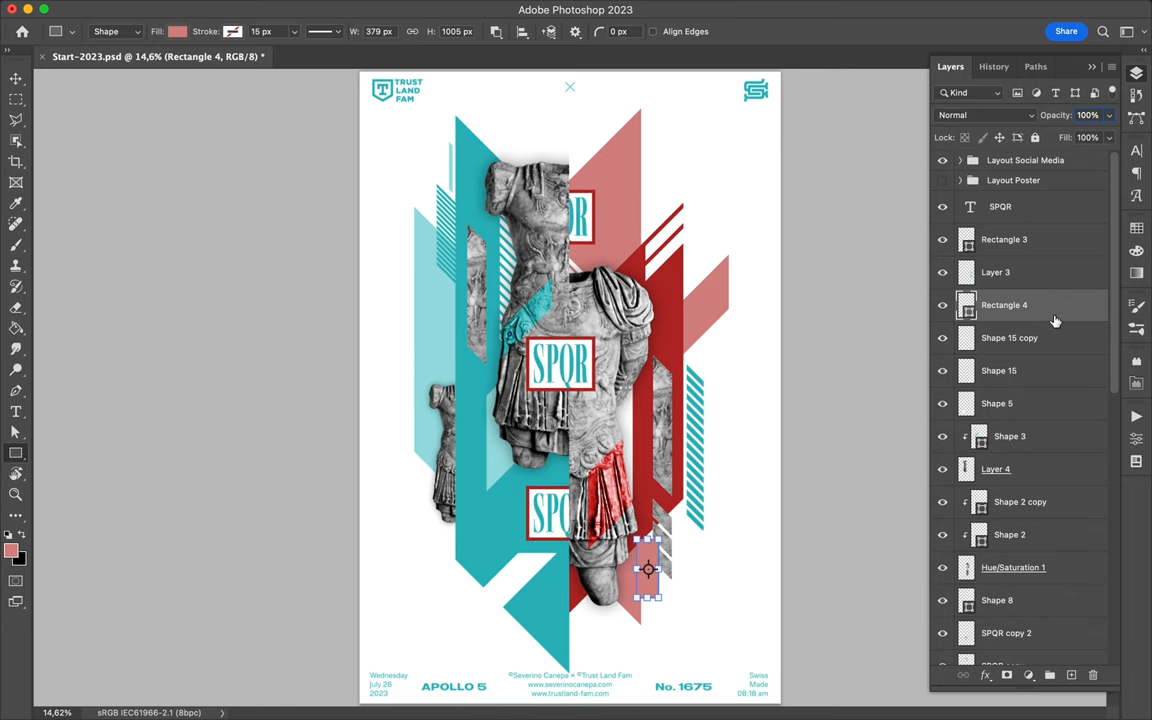 Adobe Photoshop 2023
Shape
Fill:
Stroke:
15 px
W: 379 px
H: 1005 px
0 px
Align Edges
Share
× Start-2023.psd @ 14,6% (Rectangle 4, RGB/8) *
Layers
History
Paths
Kind
Normal
Opacity: 100%
Lock:
Fill: 100%
Layout Social Media
Layout Poster
T SPQR
Rectangle 3
Layer 3
Rectangle 4
Shape 15 copy
Shape 15
Shape 5
Shape 3
Layer 4
Shape 2 copy
Shape 2
Hue/Saturation 1
Shape 8
SPQR copy 2
fx
TRUST
LAND
FAM
QR
SPQR
SPQ
Wednesday
July 26
2023
APOLLO 5
©Severino Canepa × ©Trust Land Fam
www.severinocanepa.com
www.trustland-fam.com
No. 1675
Swiss
Made
08:18 am
14,62%
sRGB IEC61966-2.1 (8bpc)